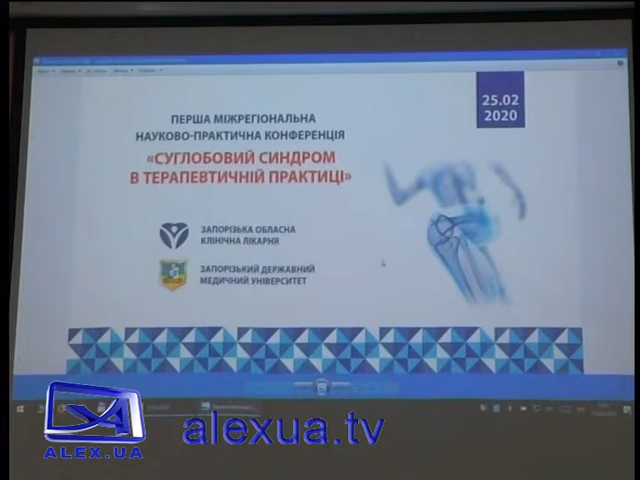 25.02
2020
ПЕРША МІЖРЕГІОНАЛЬНА
НАУКОВО-ПРАКТИЧНА КОНФЕРЕНЦІЯ
«СУГЛОБОВИЙ СИНДРОМ
В ТЕРАПЕВТИЧНІЙ ПРАКТИЦІ»
ЗАПОРІЗЬКА ОБЛАСНА
КЛІНІЧНА ЛІКАРНЯ
ЗАПОРІЗЬКИЙ ДЕРЖАВНИЙ
МЕДИЧНИЙ УНІВЕРСИТЕТ
ALEX.UA
alexua.tv